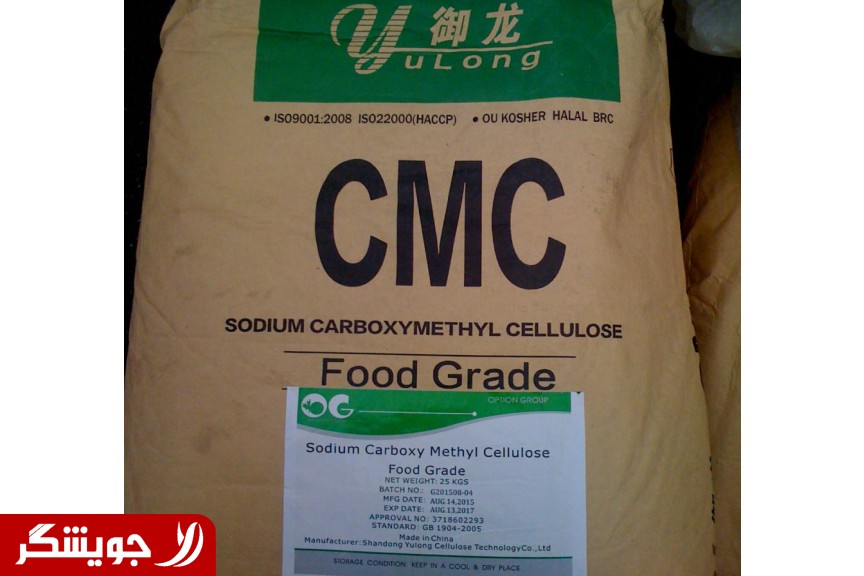 御龙
YuLong
• ISO9001:2008 ISO22000(HACCP) • OU KOSHER HALAL BRC
CMC
SODIUM CARBOXYMETHYL CELLULOSE
Food Grade
OG
OPTION GROUP
Sodium Carboxy Methyl Cellulose
Food Grade
NET WEIGHT: 25 KGS
BATCH NO.: G201508-04
MFG DATE: AUG 14.2015
EXP DATE: AUG 13.2017
APPROVAL NO: 3718602293
STANDARD: GB 1904-2005
Made in China
Manufacturer: Shandong Yulong Cellulose TechnologyCo.,Ltd
STORAGE CONDITION: KEEP IN A COOL & DRY PLACE
جویشگر